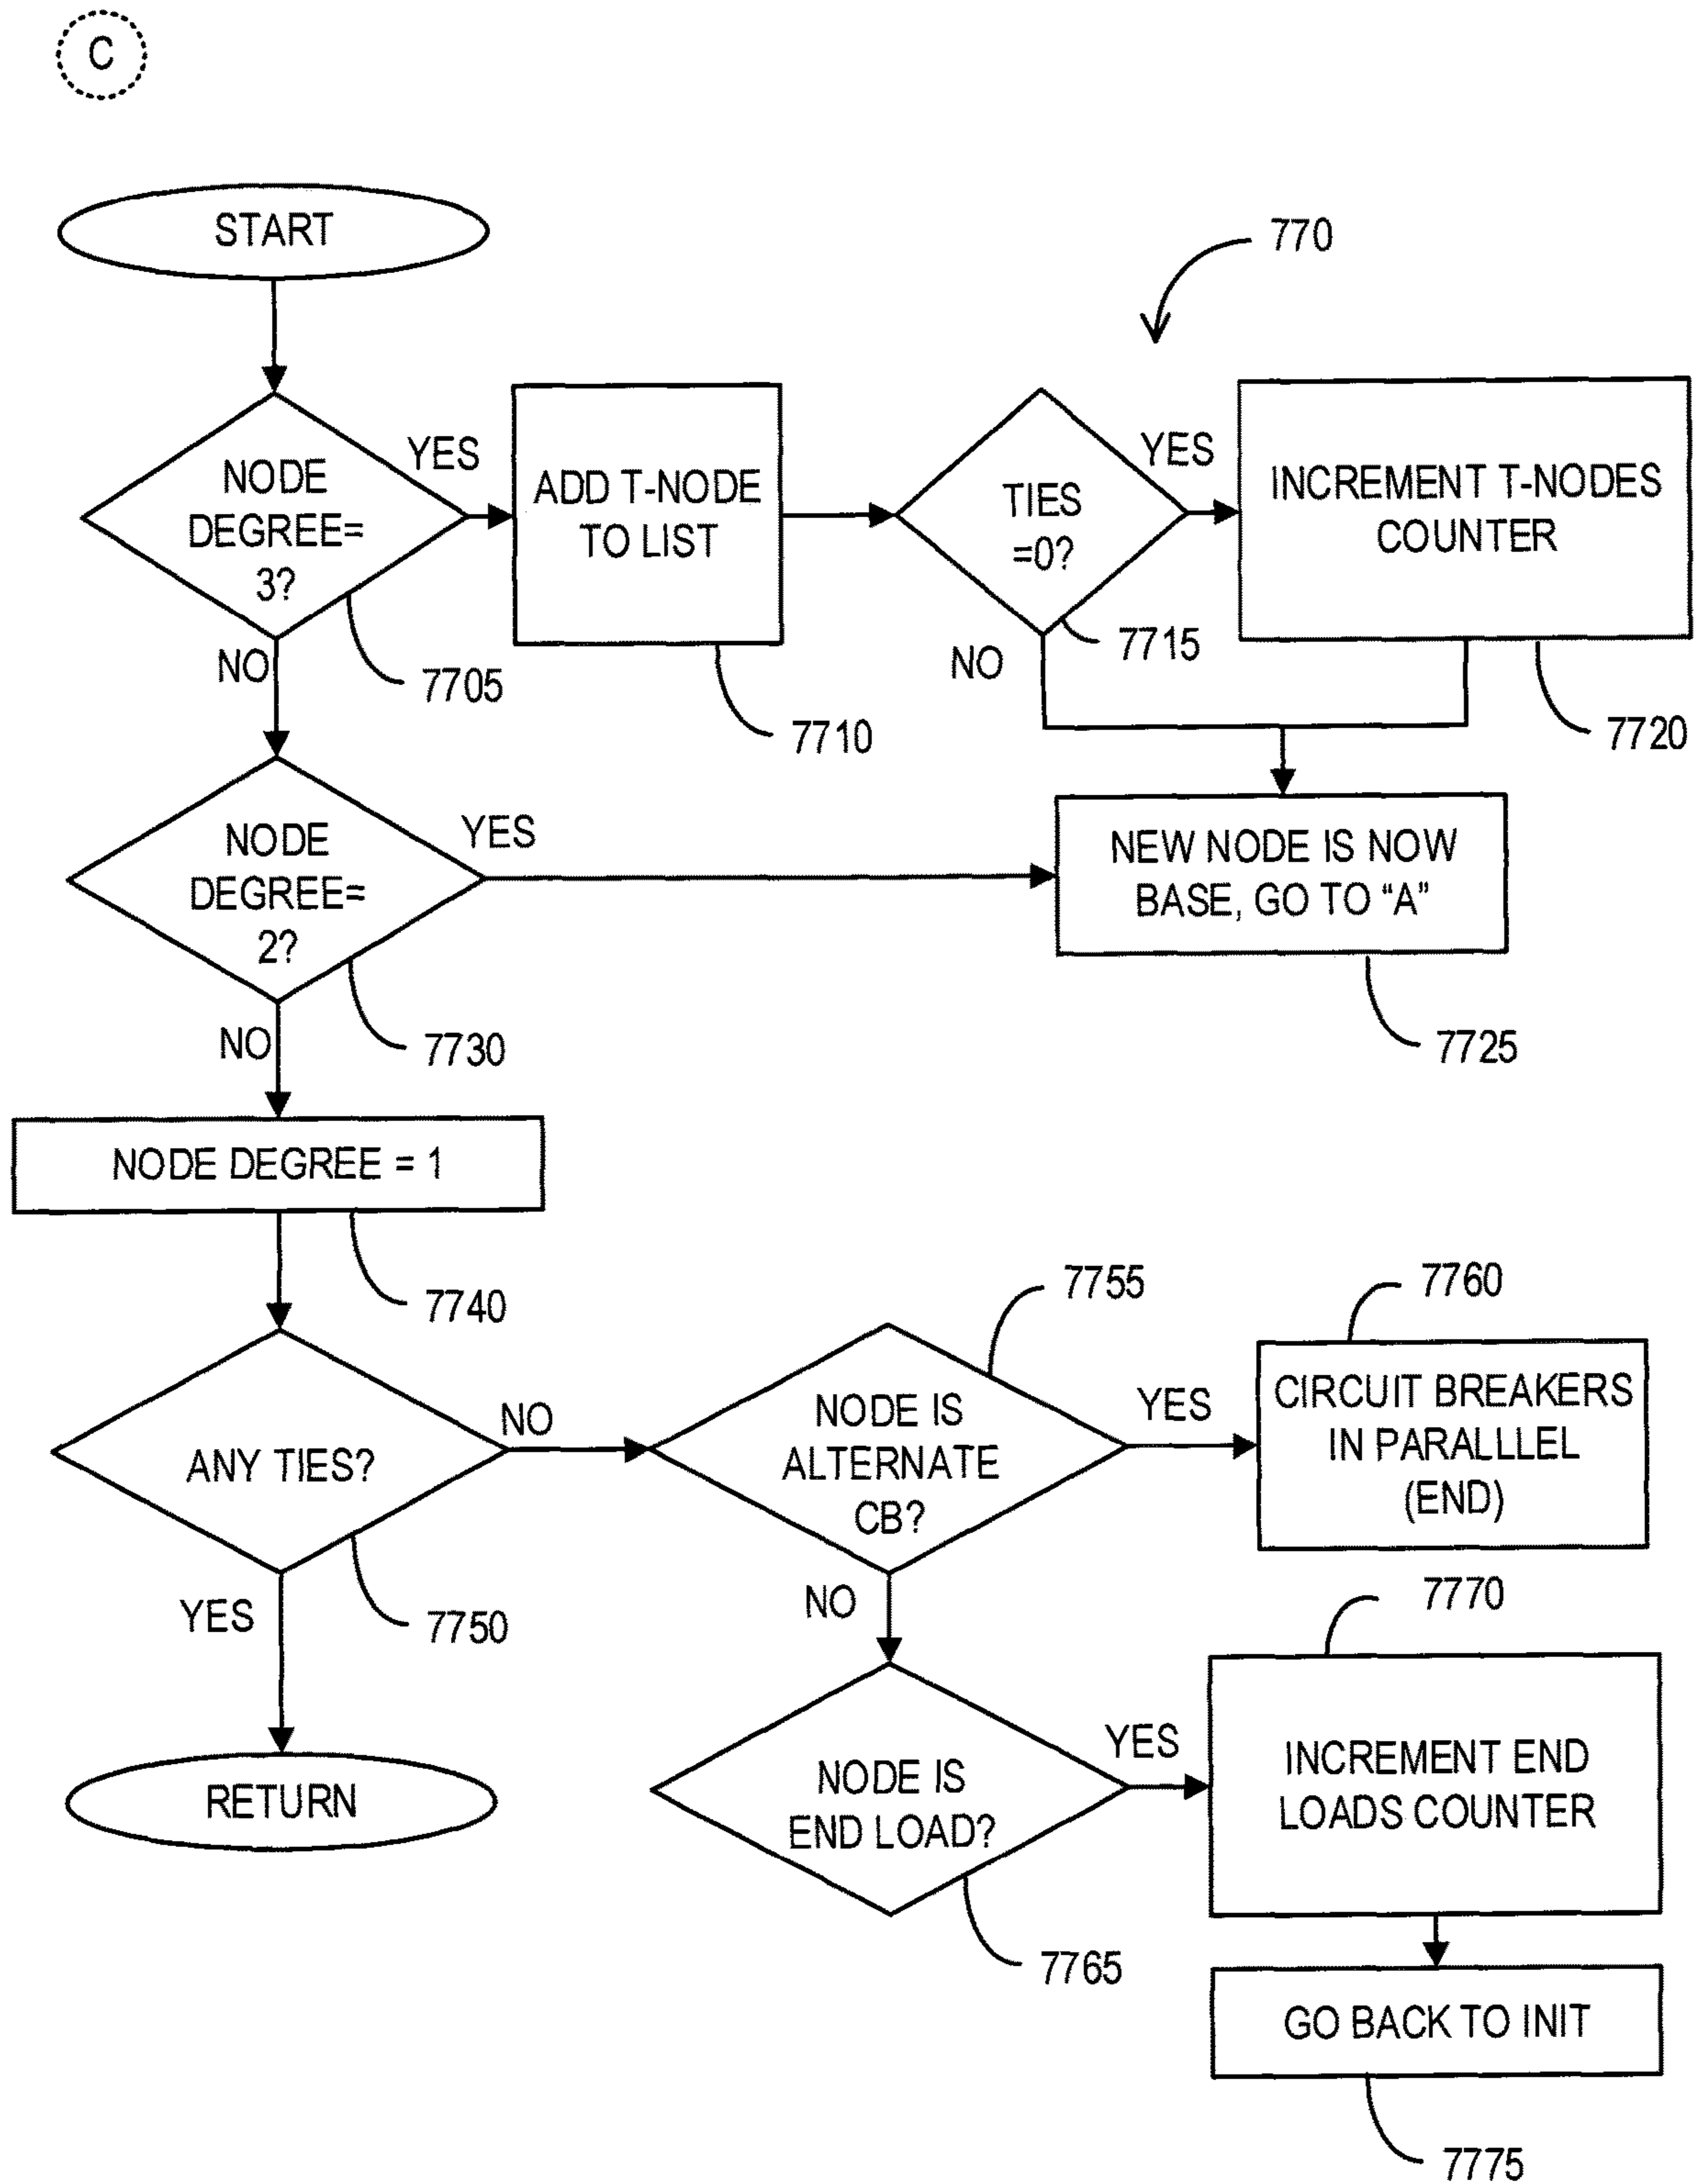 C
START
770
NODE
DEGREE=
3?
YES
NO
7705
ADD T-NODE
TO LIST
7710
TIES
=0?
YES
NO
7715
INCREMENT T-NODES
COUNTER
7720
NODE
DEGREE=
2?
YES
NO
7730
NEW NODE IS NOW
BASE, GO TO “A”
7725
NODE DEGREE = 1
7740
ANY TIES?
NO
YES
7750
RETURN
7755
NODE IS
ALTERNATE
CB?
YES
NO
7760
CIRCUIT BREAKERS
IN PARALLLEL
(END)
NODE IS
END LOAD?
YES
7765
7770
INCREMENT END
LOADS COUNTER
GO BACK TO INIT
7775